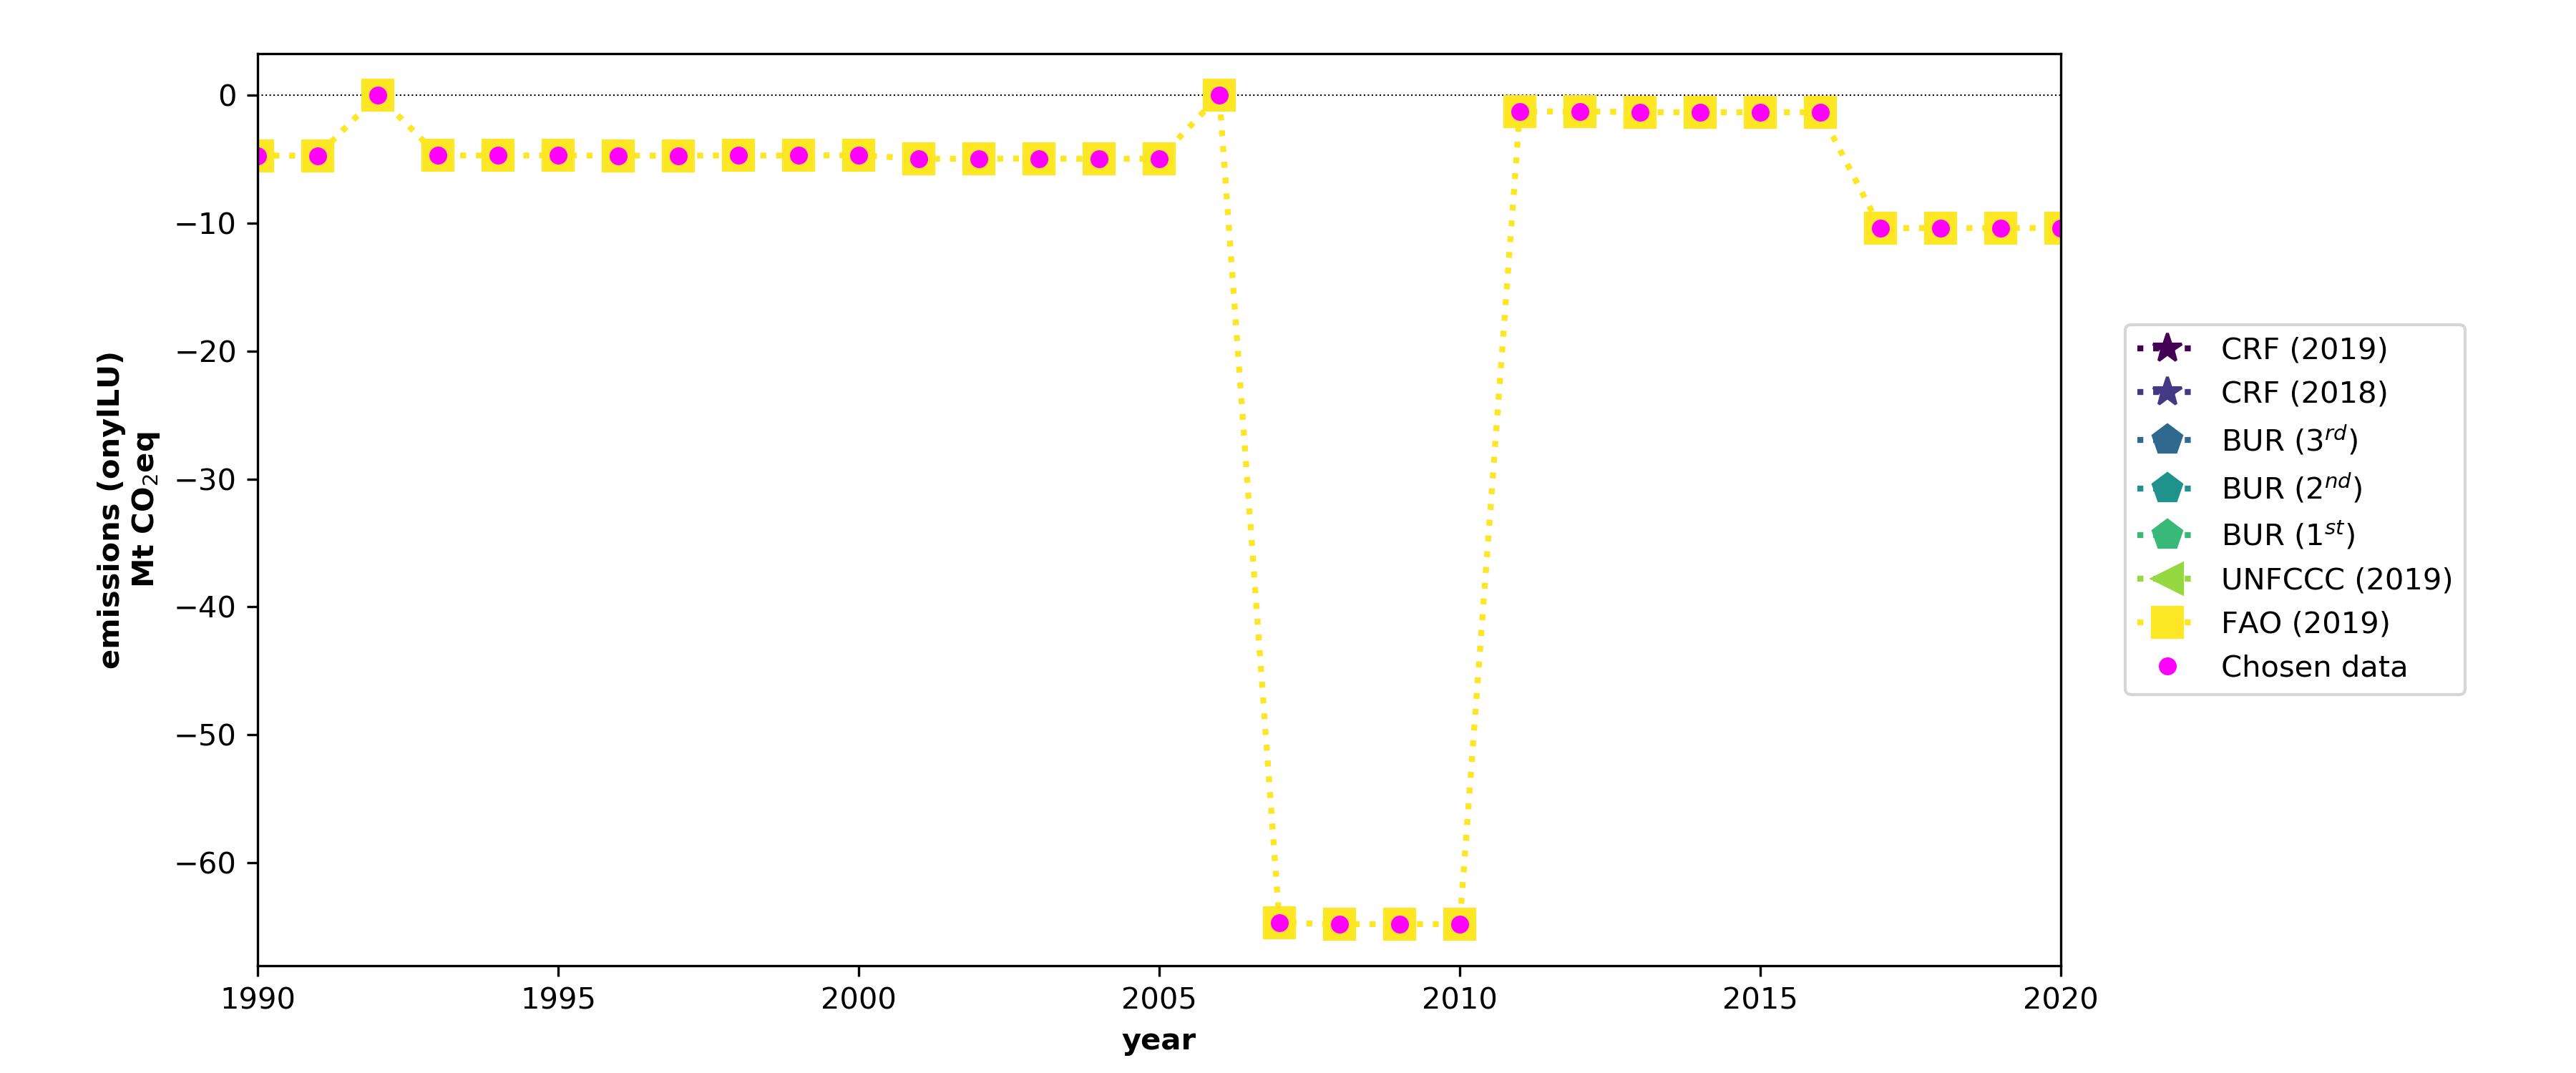 emissions (onylLU)
Mt CO₂eq
0
−10
−20
−30
−40
−50
−60
1990
1995
2000
2005
2010
2015
2020
year
CRF (2019)
CRF (2018)
BUR (3ʳᵈ)
BUR (2ⁿᵈ)
BUR (1ˢᵗ)
UNFCCC (2019)
FAO (2019)
Chosen data